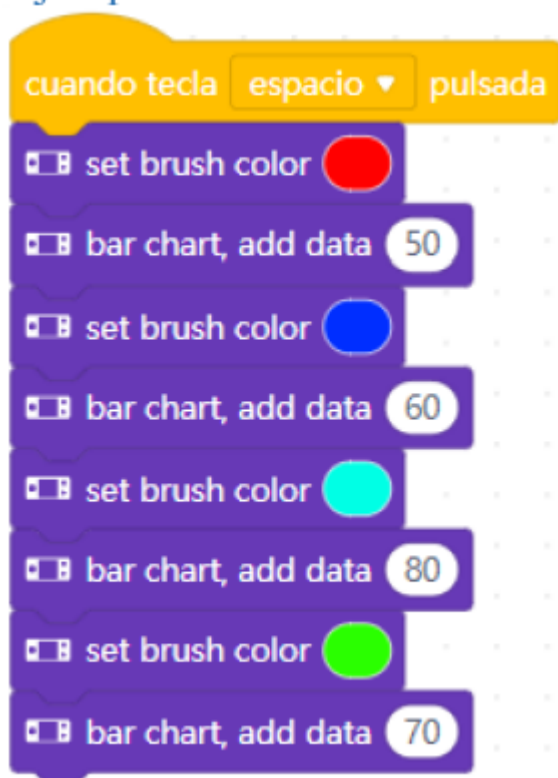 cuando tecla espacio ▼ pulsada
set brush color
bar chart, add data 50
set brush color
bar chart, add data 60
set brush color
bar chart, add data 80
set brush color
bar chart, add data 70